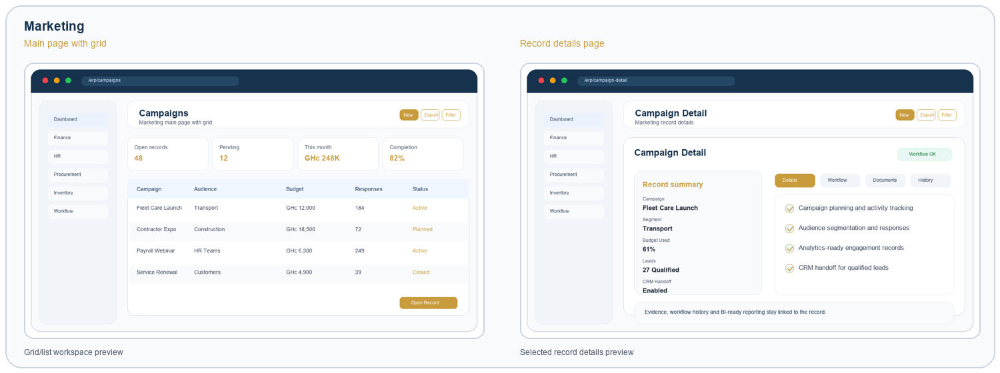 Marketing
Main page with grid
/erp/campaigns
Dashboard
Finance
HR
Procurement
Inventory
Workflow
Campaigns
Marketing main page with grid
New Export Filter
Open records Pending This month Completion
48 12 GHc 248K 82%
Campaign Audience Budget Responses Status
Fleet Care Launch Transport GHc 12,000 184 Active
Contractor Expo Construction GHc 18,500 72 Planned
Payroll Webinar HR Teams GHc 6,300 249 Active
Service Renewal Customers GHc 4,900 39 Closed
Open Record
Grid/list workspace preview
Record details page
/erp/campaign-detail
Dashboard
Finance
HR
Procurement
Inventory
Workflow
Campaign Detail
Marketing record details
New Export Filter
Campaign Detail
Workflow OK
Record summary
Campaign
Fleet Care Launch
Segment
Transport
Budget Used
61%
Leads
27 Qualified
CRM Handoff
Enabled
Details Workflow Documents History
Campaign planning and activity tracking
Audience segmentation and responses
Analytics-ready engagement records
CRM handoff for qualified leads
Evidence, workflow history and BI-ready reporting stay linked to the record.
Selected record details preview